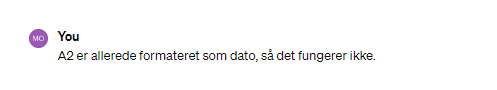 MO
You
A2 er allerede formateret som dato, så det fungerer ikke.